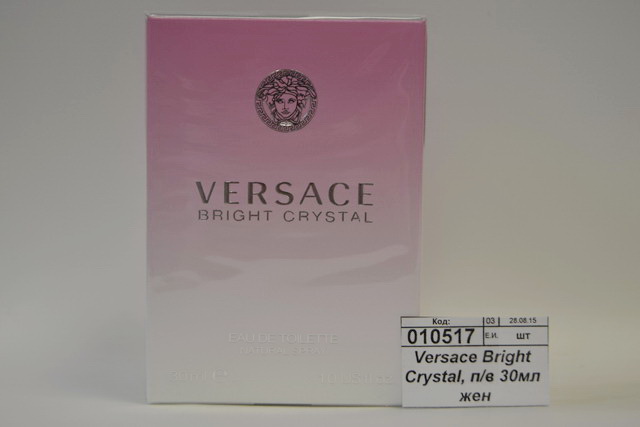 VERSACE
BRIGHT CRYSTAL
EAU DE TOILETTE
Код: 03 28.08.15
010517 Е.И. шт
Versace Bright
Crystal, п/в 30мл
жен